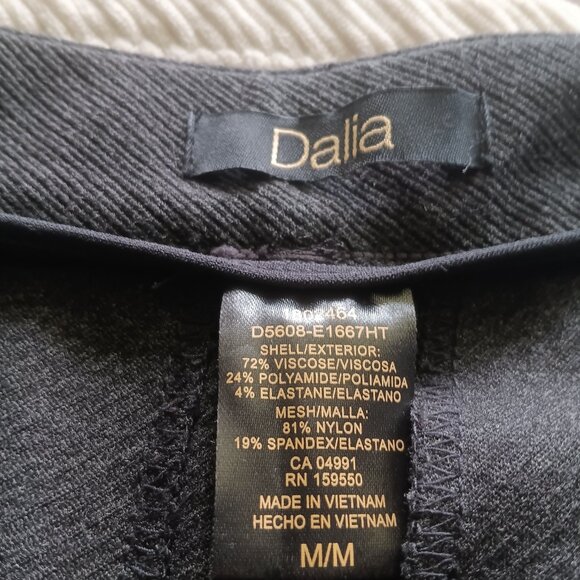 Dalia
1802464
D5608-E1667HT
SHELL/EXTERIOR:
72% VISCOSE/VISCOSA
24% POLYAMIDE/POLIAMIDA
4% ELASTANE/ELASTANO
MESH/MALLA:
81% NYLON
19% SPANDEX/ELASTANO
CA 04991
RN 159550
MADE IN VIETNAM
HECHO EN VIETNAM
M/M